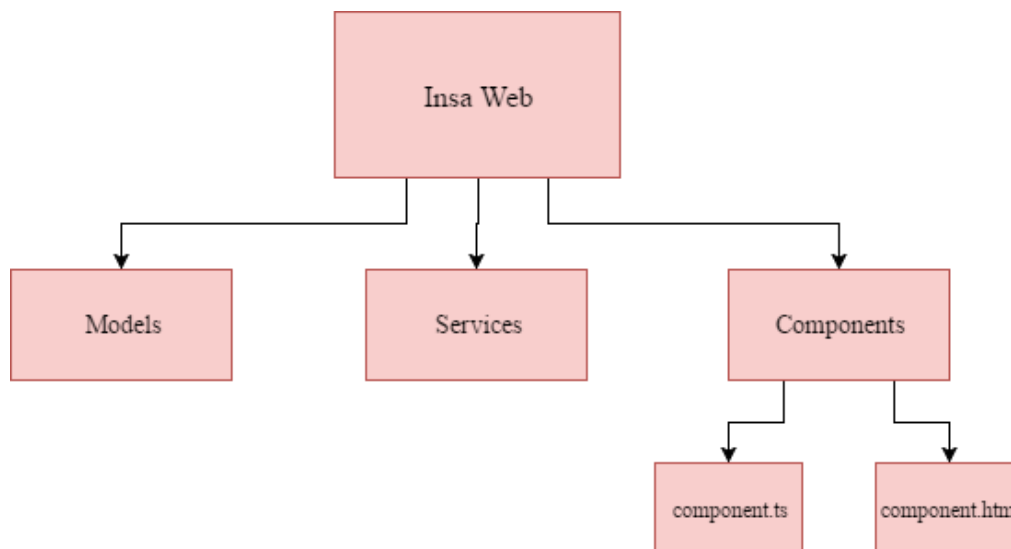 Insa Web
Models
Services
Components
component.ts
component.htm